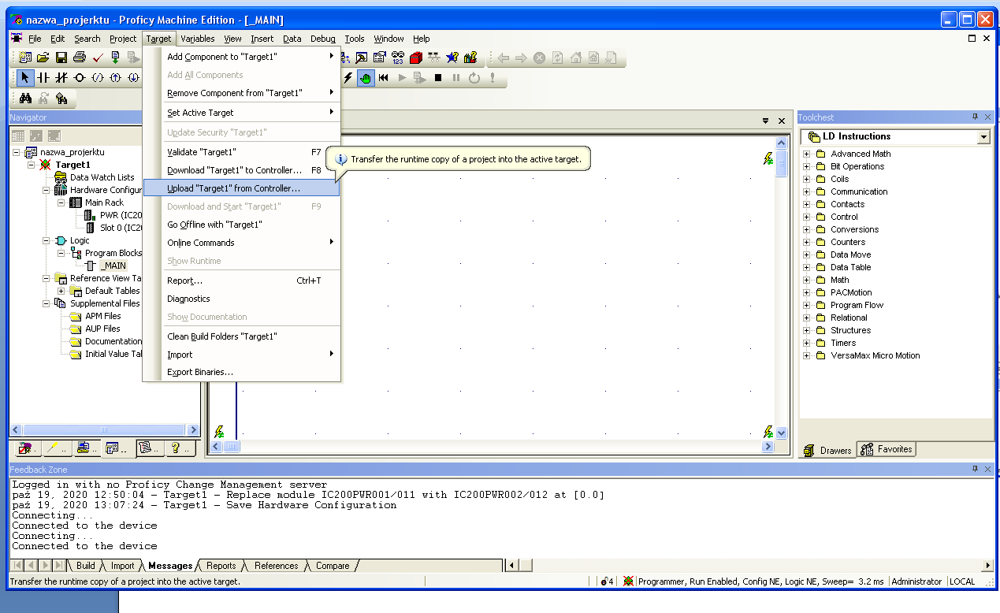 nazwa_projerktu - Proficy Machine Edition - [_MAIN]
File Edit Search Project Target Variables View Insert Data Debug Tools Window Help
123
Add Component to "Target1"
Add All Components
Remove Component from "Target1"
Set Active Target
Update Security "Target1"
Validate "Target1" F7
Download "Target1" to Controller... F8
Upload "Target1" from Controller...
Download and Start "Target1" F9
Go Offline with "Target1"
Online Commands
Show Runtime
Report... Ctrl+T
Diagnostics
Show Documentation
Clean Build Folders "Target1"
Import
Export Binaries...
Transfer the runtime copy of a project into the active target.
Navigator
nazwa_projerktu
Target1
Data Watch Lists
Hardware Configur
Main Rack
PWR (IC20
Slot 0 (IC20
Logic
Program Blocks
_MAIN
Reference View Ta
Default Tables
Supplemental Files
APM Files
AUP Files
Documentation
Initial Value Tal
Toolchest
LD Instructions
Advanced Math
Bit Operations
Coils
Communication
Contacts
Control
Conversions
Counters
Data Move
Data Table
Math
PACMotion
Program Flow
Relational
Structures
Timers
VersaMax Micro Motion
Drawers Favorites
Feedback Zone
Logged in with no Proficy Change Management server
paź 19, 2020 12:50:04 - Target1 - Replace module IC200PWR001/011 with IC200PWR002/012 at [0.0]
paź 19, 2020 13:07:24 - Target1 - Save Hardware Configuration
Connecting...
Connected to the device
Connecting...
Connected to the device
Build Import Messages Reports References Compare
Transfer the runtime copy of a project into the active target.
4 Programmer, Run Enabled, Config NE, Logic NE, Sweep= 3.2 ms Administrator LOCAL